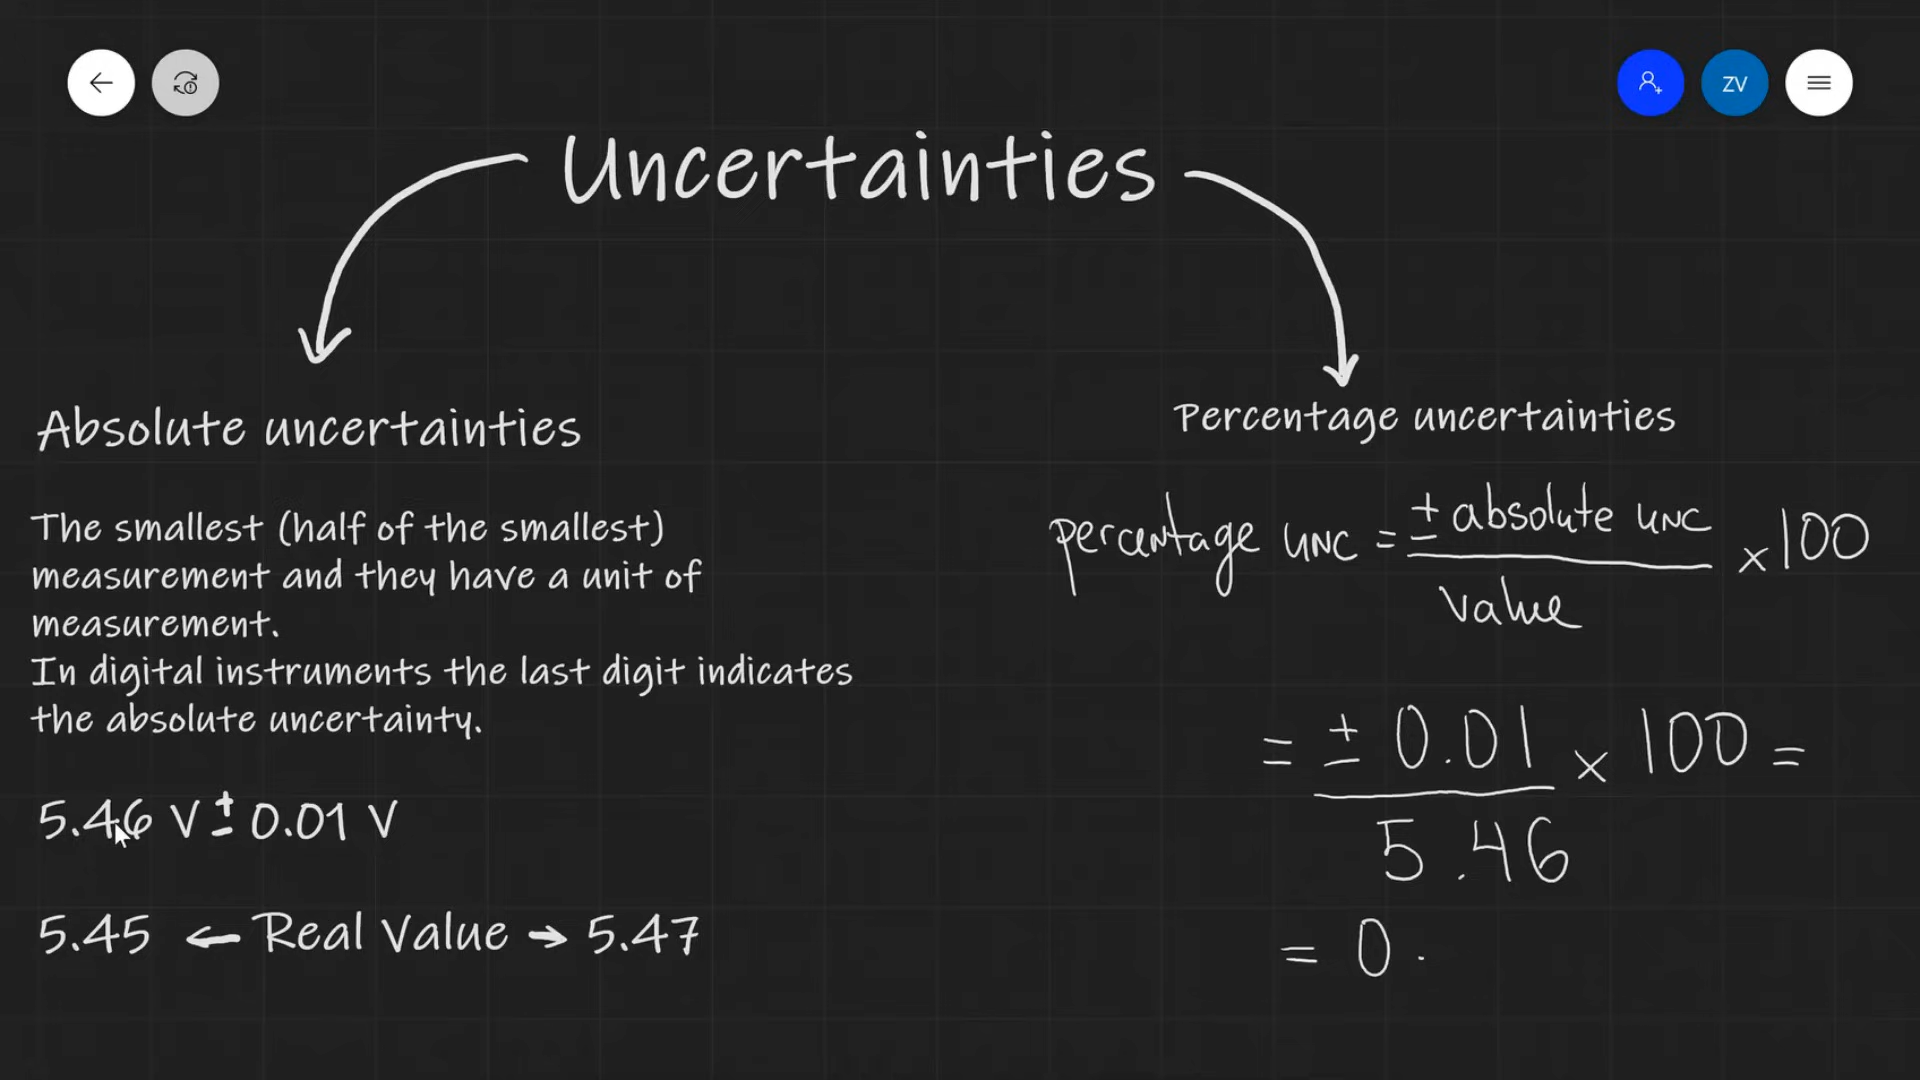 ZV
Uncertainties
Absolute uncertainties
The smallest (half of the smallest)
measurement and they have a unit of
measurement.
In digital instruments the last digit indicates
the absolute uncertainty.
5.46 V ± 0.01 V
5.45 ← Real Value → 5.47
Percentage uncertainties
percentage unc = ± absolute unc × 100
value
= ± 0.01 × 100 =
5.46
= 0.